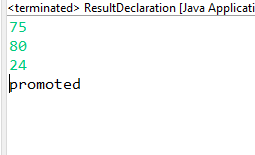 <terminated> ResultDeclaration [Java Applicati
75
80
24
promoted